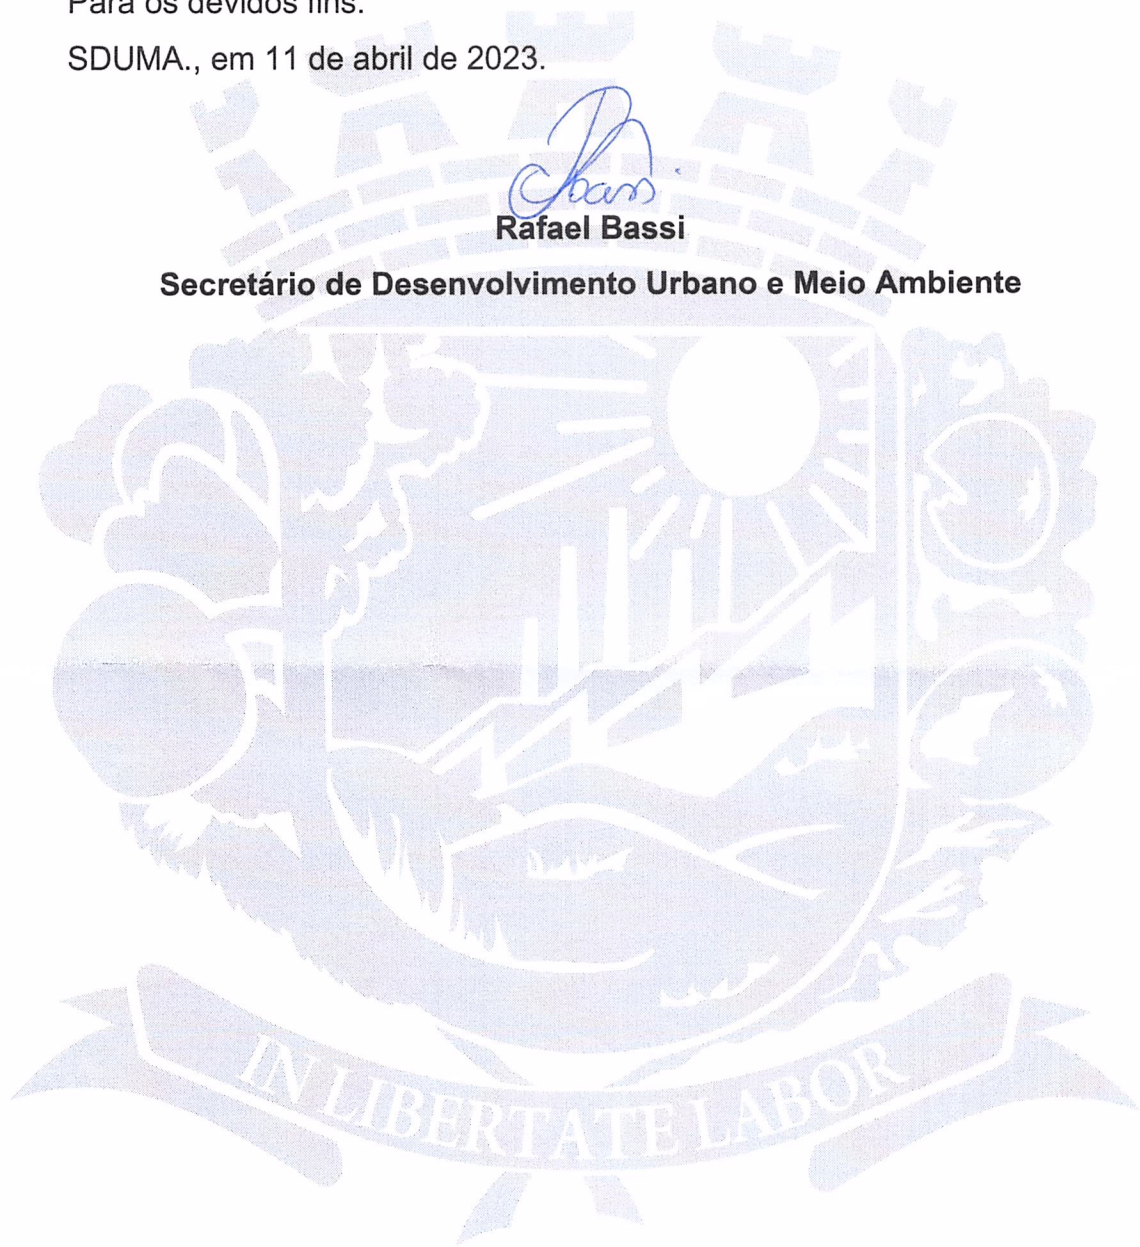 Para os devidos fins.
SDUMA., em 11 de abril de 2023.
Rafael Bassi
Secretário de Desenvolvimento Urbano e Meio Ambiente
IN LIBERTATE LABOR